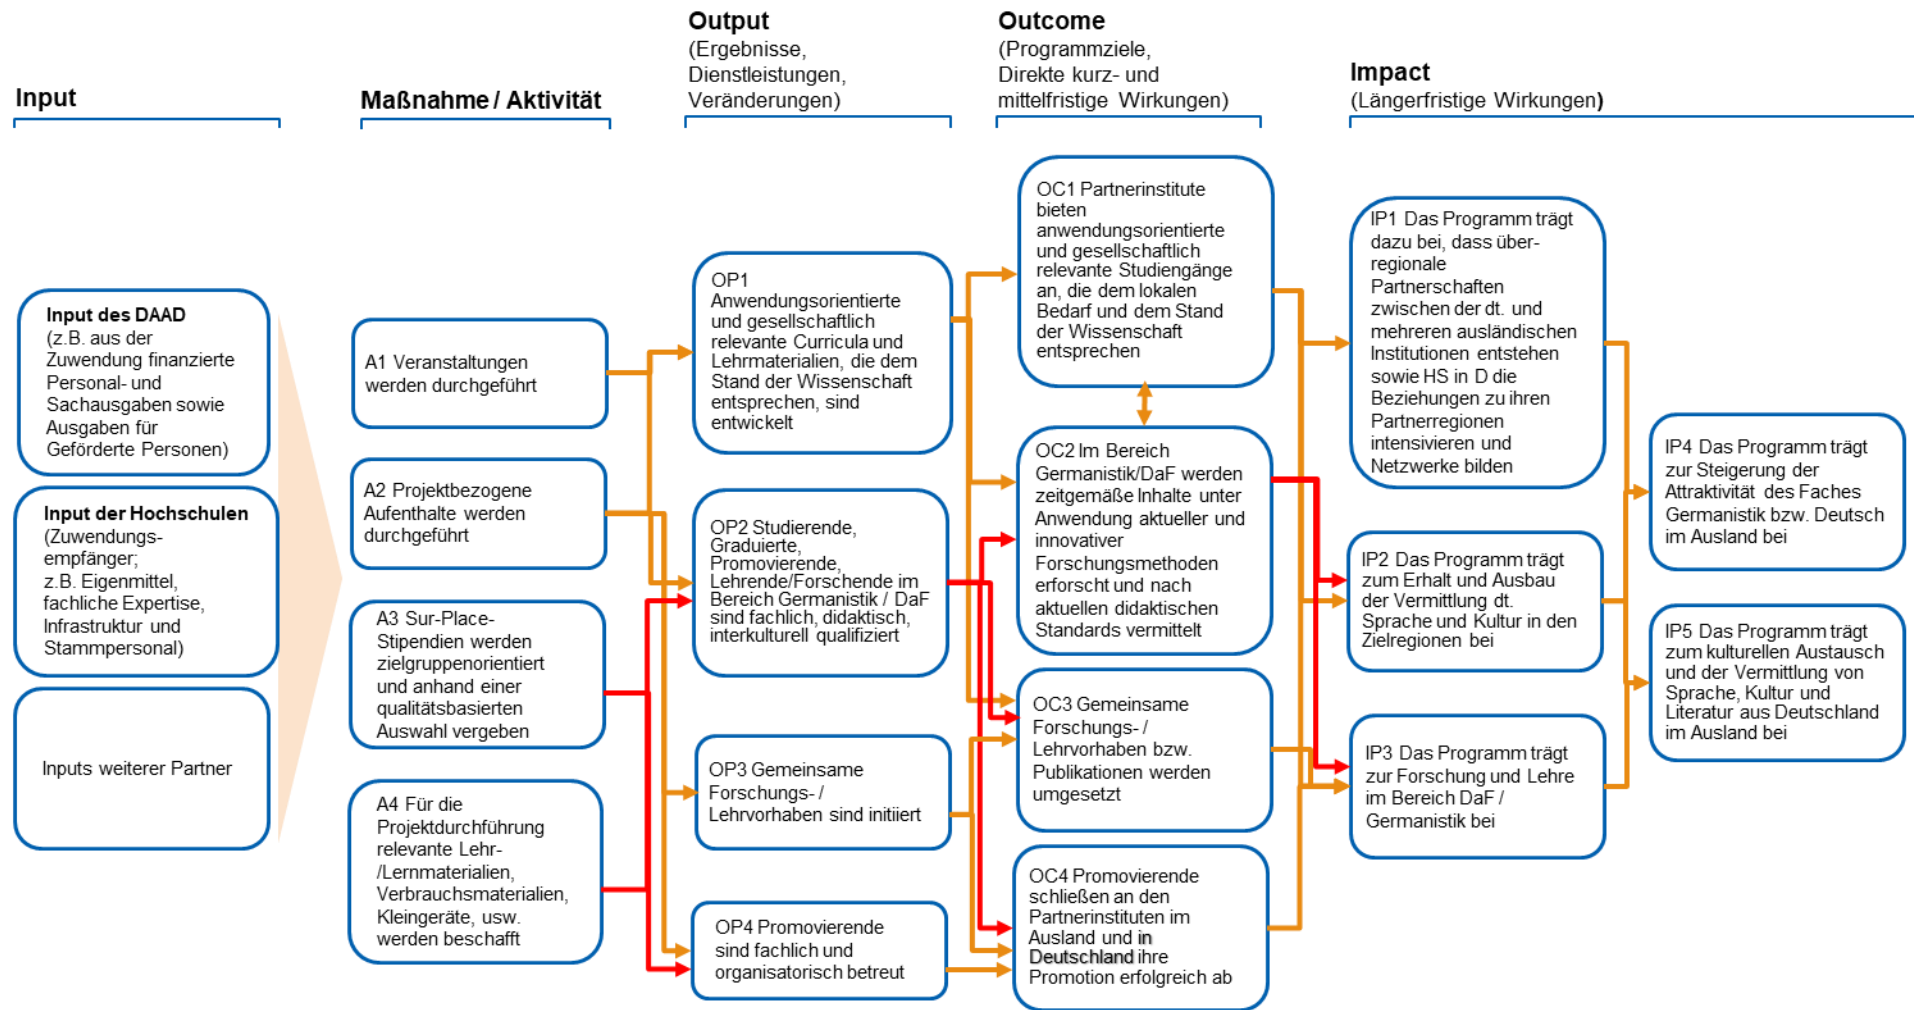 Input
Maßnahme / Aktivität
Output
(Ergebnisse,
Dienstleistungen,
Veränderungen)
Outcome
(Programmziele,
Direkte kurz- und
mittelfristige Wirkungen)
Impact
(Längerfristige Wirkungen)
Input des DAAD
(z.B. aus der
Zuwendung finanzierte
Personal- und
Sachausgaben sowie
Ausgaben für
Geförderte Personen)
Input der Hochschulen
(Zuwendungs-
empfänger;
z.B. Eigenmittel,
fachliche Expertise,
Infrastruktur und
Stammpersonal)
Inputs weiterer Partner
A1 Veranstaltungen
werden durchgeführt
A2 Projektbezogene
Aufenthalte werden
durchgeführt
A3 Sur-Place-
Stipendien werden
zielgruppenorientiert
und anhand einer
qualitätsbasierten
Auswahl vergeben
A4 Für die
Projektdurchführung
relevante Lehr-
/Lernmaterialien,
Verbrauchsmaterialien,
Kleingeräte, usw.
werden beschafft
OP1
Anwendungsorientierte
und gesellschaftlich
relevante Curricula und
Lehrmaterialien, die dem
Stand der Wissenschaft
entsprechen, sind
entwickelt
OP2 Studierende,
Graduierte,
Promovierende,
Lehrende/Forschende im
Bereich Germanistik / DaF
sind fachlich, didaktisch,
interkulturell qualifiziert
OP3 Gemeinsame
Forschungs- /
Lehrvorhaben sind initiiert
OP4 Promovierende
sind fachlich und
organisatorisch betreut
OC1 Partnerinstitute
bieten
anwendungsorientierte
und gesellschaftlich
relevante Studiengänge
an, die dem lokalen
Bedarf und dem Stand
der Wissenschaft
entsprechen
OC2 Im Bereich
Germanistik/DaF werden
zeitgemäße Inhalte unter
Anwendung aktueller und
innovativer
Forschungsmethoden
erforscht und nach
aktuellen didaktischen
Standards vermittelt
OC3 Gemeinsame
Forschungs- /
Lehrvorhaben bzw.
Publikationen werden
umgesetzt
OC4 Promovierende
schließen an den
Partnerinstituten im
Ausland und in
Deutschland ihre
Promotion erfolgreich ab
IP1 Das Programm trägt
dazu bei, dass über-
regionale
Partnerschaften
zwischen der dt. und
mehreren ausländischen
Institutionen entstehen
sowie HS in D die
Beziehungen zu ihren
Partnerregionen
intensivieren und
Netzwerke bilden
IP2 Das Programm trägt
zum Erhalt und Ausbau
der Vermittlung dt.
Sprache und Kultur in den
Zielregionen bei
IP3 Das Programm trägt
zur Forschung und Lehre
im Bereich DaF /
Germanistik bei
IP4 Das Programm trägt
zur Steigerung der
Attraktivität des Faches
Germanistik bzw. Deutsch
im Ausland bei
IP5 Das Programm trägt
zum kulturellen Austausch
und der Vermittlung von
Sprache, Kultur und
Literatur aus Deutschland
im Ausland bei